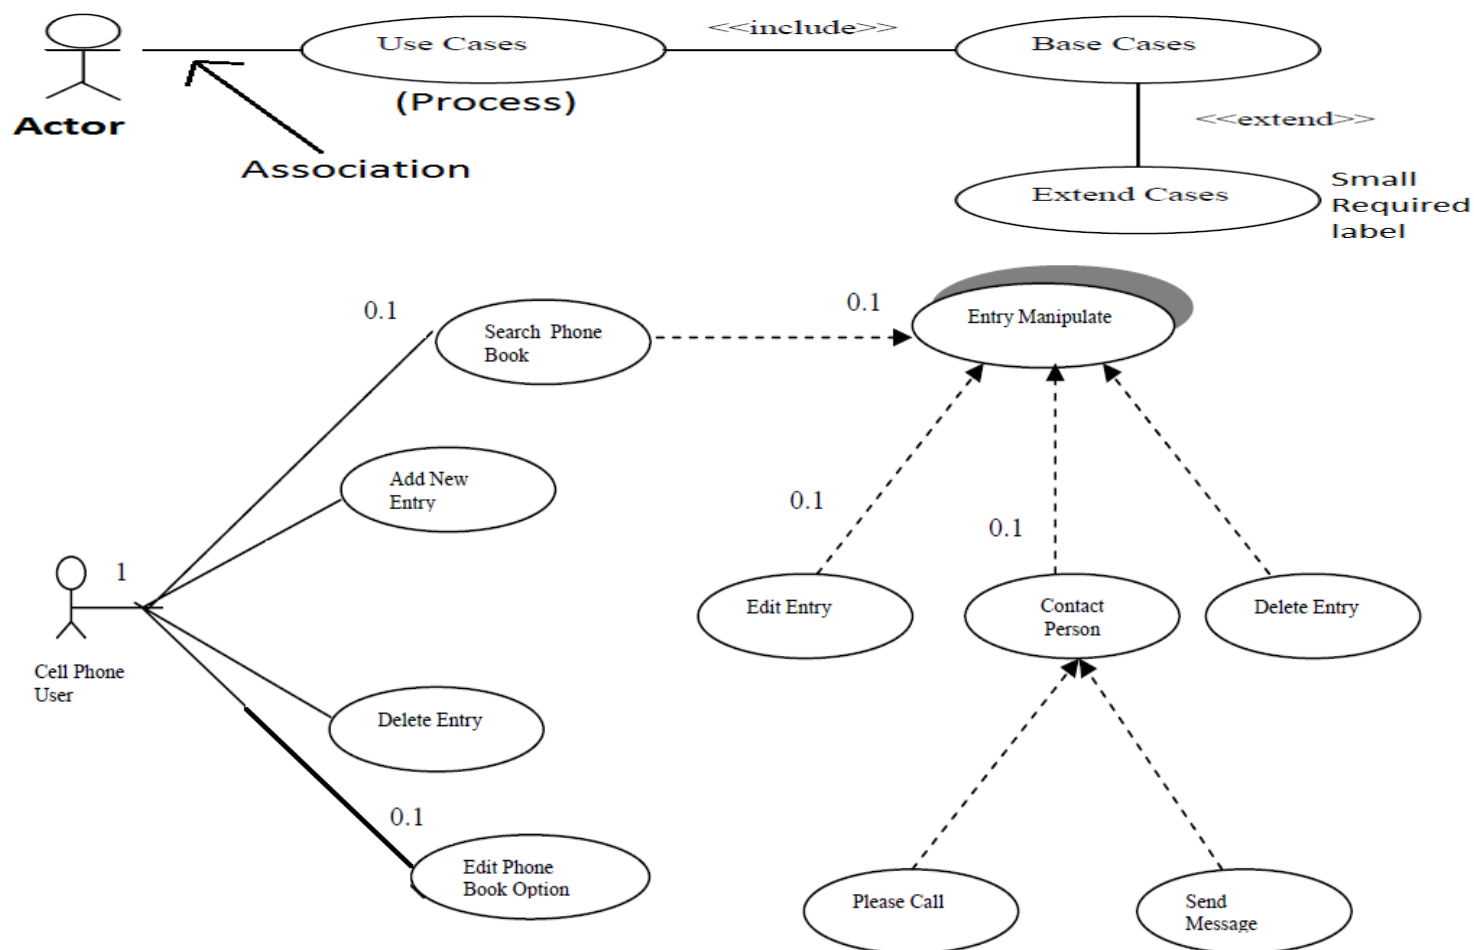 <<include>>
Use Cases
Base Cases
(Process)
Actor
<<extend>>
Association
Small
Extend Cases
Required
label
0.1
0.1
Entry Manipulate
Search Phone
Book
Add New
Entry
0.1
0.1
1
Edit Entry
Contact
Person
Delete Entry
Cell Phone
User
Delete Entry
0.1
Edit Phone
Book Option
Please Call
Send
Message